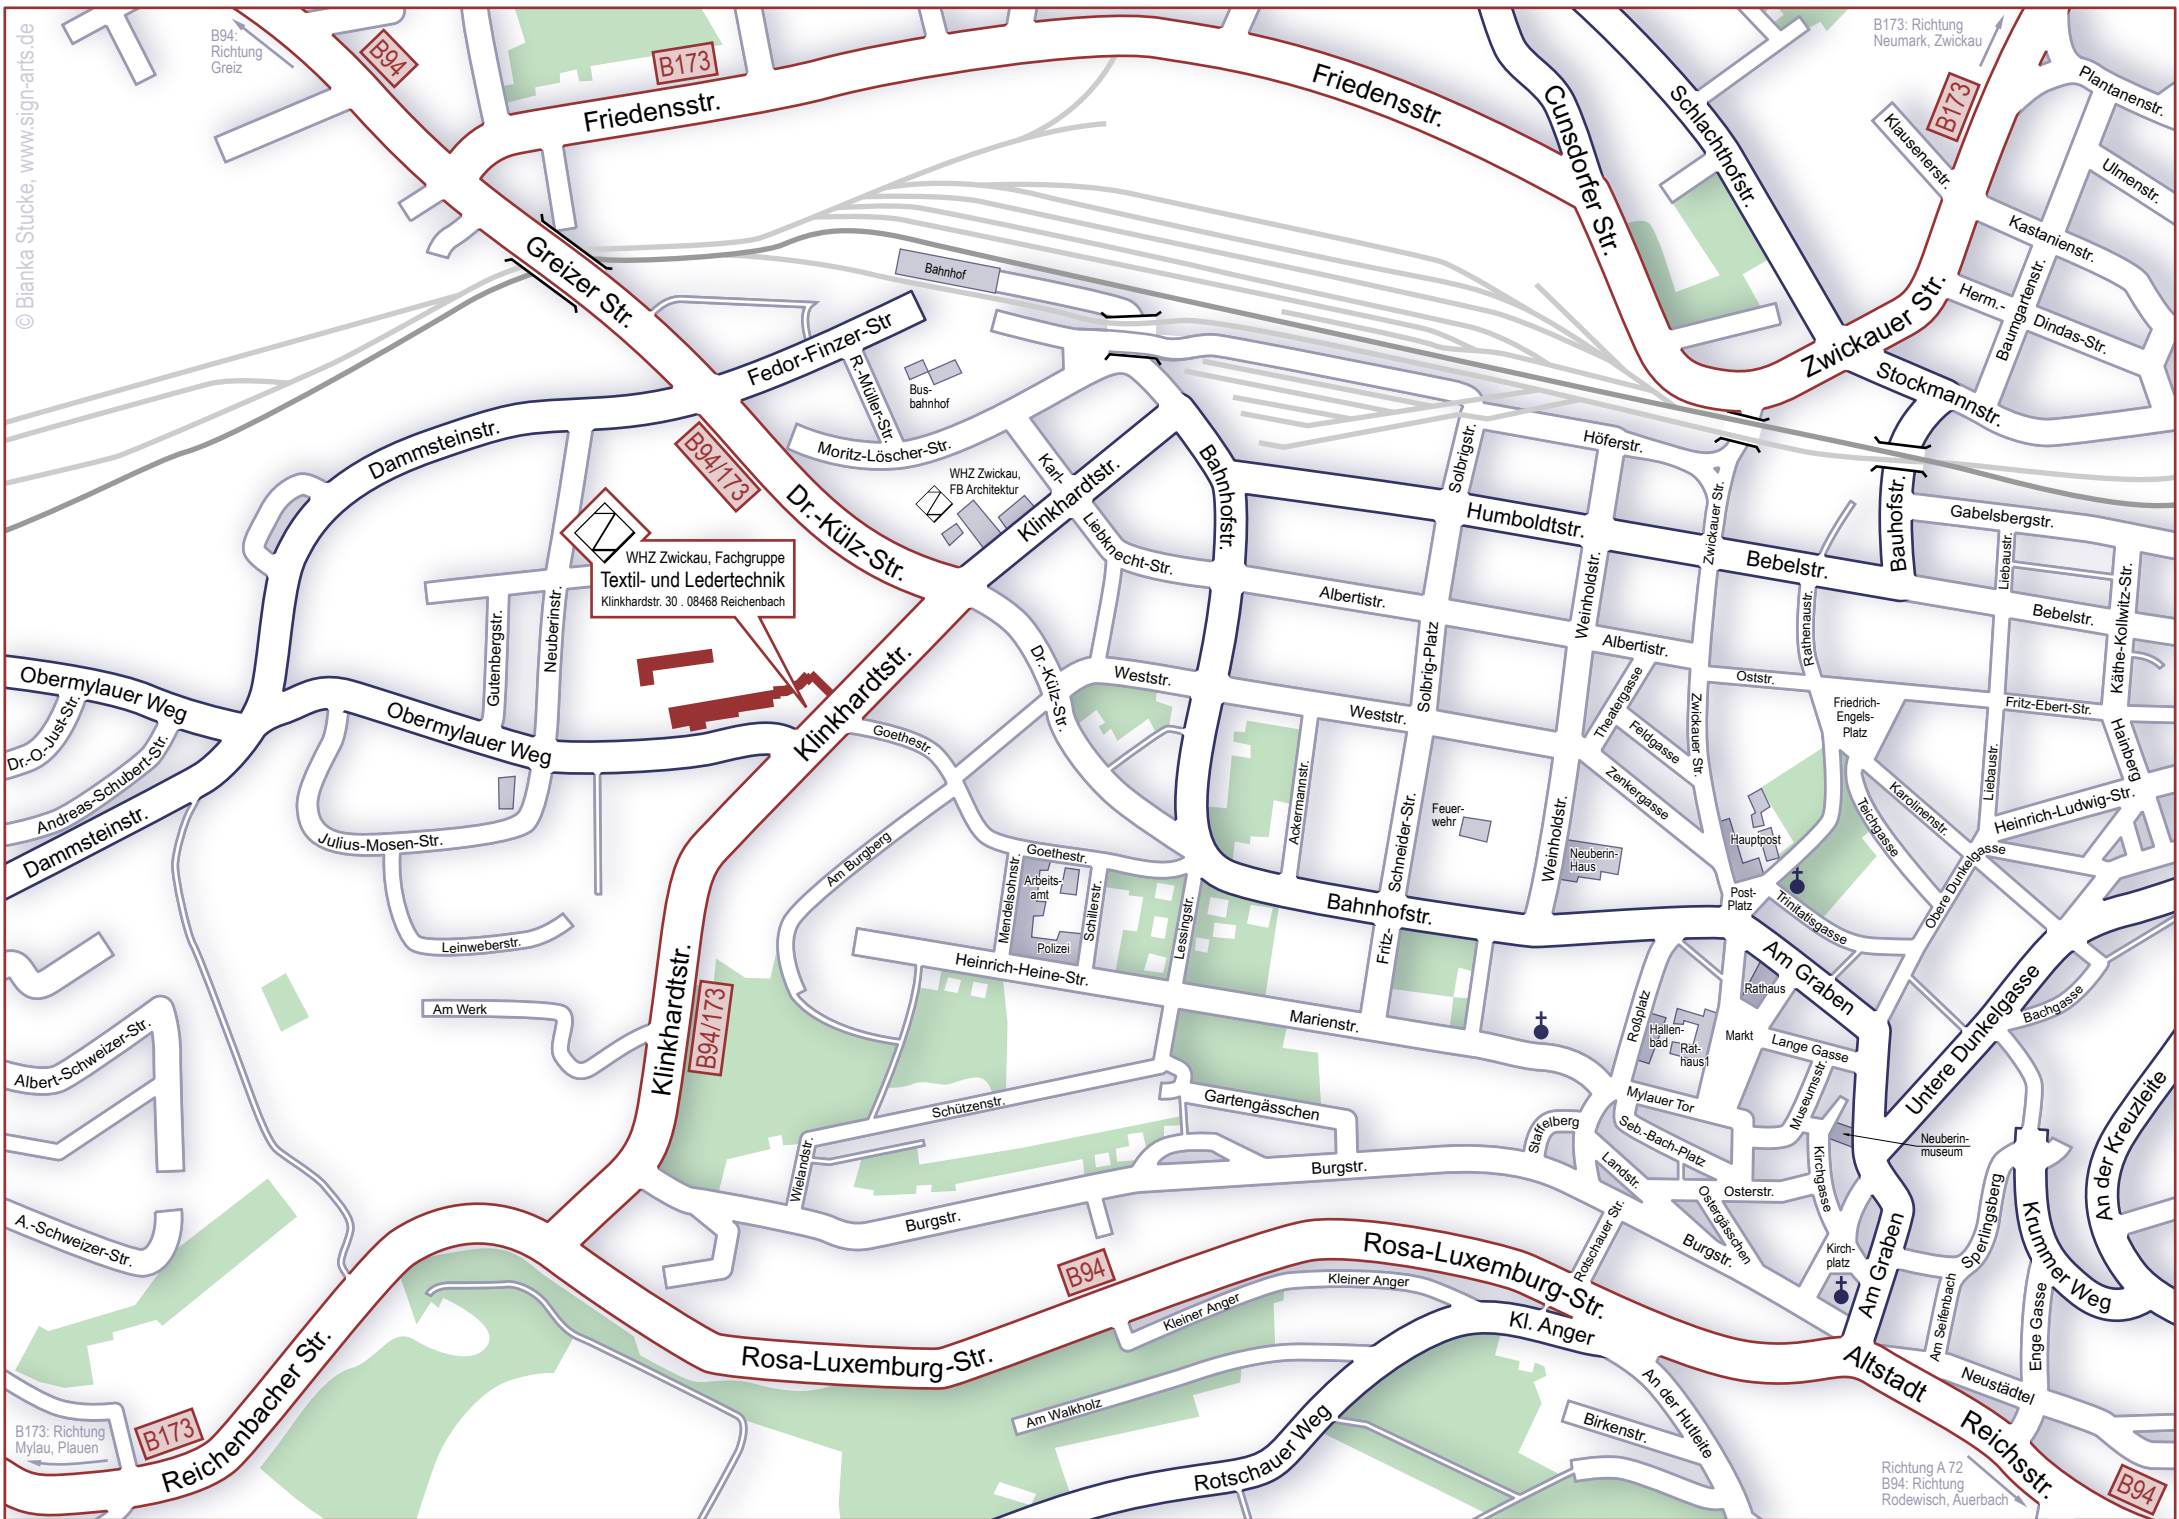 © Bianka Stucke, www.sign-arts.de
B94:
Richtung
Greiz
B94
B173
Friedensstr.
Friedensstr.
Cunsdorfer Str.
Schlachthofstr.
B173: Richtung
Neumark, Zwickau
B173
Plantanenstr.
Klausenerstr.
Ulmenstr.
Kastanienstr.
Baumgartenstr.
Herm.-
Dindas-Str.
Zwickauer Str.
Stockmannstr.
Greizer Str.
Bahnhof
Fedor-Finzer-Str
R.-Müller-Str.
Bus-
bahnhof
Moritz-Löscher-Str.
Dammsteinstr.
B94/173
Dr.-Külz-Str.
WHZ Zwickau,
FB Architektur
Karl-
Liebknecht-Str.
Klinkhardtstr.
Bahnhofstr.
Solbrigstr.
Höferstr.
Humboldtstr.
Zwickauer Str.
Bebelstr.
Bauhofstr.
Gabelsbergstr.
Liebaustr.
Bebelstr.
Käthe-Kollwitz-Str.
WHZ Zwickau, Fachgruppe
Textil- und Ledertechnik
Klinkhardstr. 30 . 08468 Reichenbach
Gutenbergstr.
Neuberinstr.
Albertistr.
Weinholdstr.
Albertistr.
Rathenaustr.
Solbrig-Platz
Oststr.
Theatergasse
Feldgasse
Zwickauer Str.
Zenkergasse
Friedrich-
Engels-
Platz
Fritz-Ebert-Str.
Hainberg
Liebaustr.
Heinrich-Ludwig-Str.
Karolinenstr.
Teichgasse
Obere Dunkelgasse
Obermylauer Weg
Dr.-O.-Just-Str.
Andreas-Schubert-Str.
Dammsteinstr.
Obermylauer Weg
Klinkhardtstr.
Goethestr.
Dr.-Külz-Str.
Weststr.
Weststr.
Ackermannstr.
Schneider-Str.
Feuer-
wehr
Weinholdstr.
Neuberin-
Haus
Hauptpost
Post-
Platz
Trinitatisgasse
Julius-Mosen-Str.
Leinweberstr.
Am Burgberg
Goethestr.
Mendelsohnstr.
Arbeits-
amt
Polizei
Schillerstr.
Lessingstr.
Bahnhofstr.
Fritz-
Heinrich-Heine-Str.
Marienstr.
Am Graben
Rathaus
Roßplatz
Hallen-
bad
Rat-
haus1
Markt
Lange Gasse
Museumsstr.
Untere Dunkelgasse
Bachgasse
Am Werk
Klinkhardtstr.
B94/173
Albert-Schweizer-Str.
A.-Schweizer-Str.
Schützenstr.
Wielandstr.
Gartengässchen
Burgstr.
Burgstr.
Staffelberg
Mylauer Tor
Seb.-Bach-Platz
Landstr.
Osterstr.
Ostergässchen
Kirchgasse
Neuberin-
museum
Kirch-
platz
Am Graben
Burgstr.
Rotschauer Str.
Sperlingsberg
Krummer Weg
An der Kreuzleite
Am Seifenbach
Enge Gasse
Neustädtel
B94
Rosa-Luxemburg-Str.
Rosa-Luxemburg-Str.
Kleiner Anger
Kleiner Anger
Kl. Anger
Am Walkholz
Rotschauer Weg
Birkenstr.
An der Hutleite
Altstadt
Reichsstr.
B94
Reichenbacher Str.
B173
B173: Richtung
Mylau, Plauen
Richtung A 72
B94: Richtung
Rodewisch, Auerbach